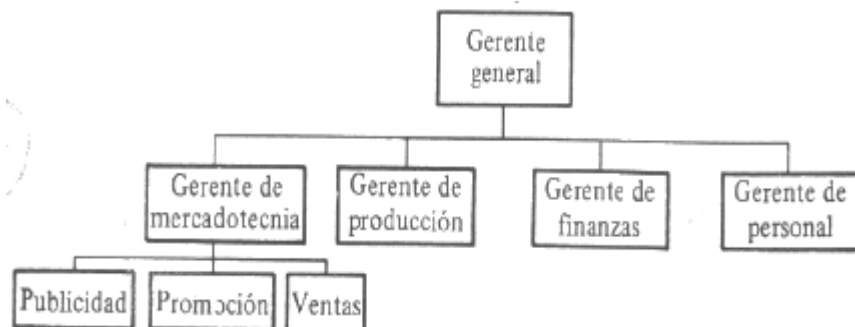 Gerente
general
Gerente de
mercadotecnia
Gerente de
producción
Gerente de
finanzas
Gerente de
personal
Publicidad
Promoción
Ventas